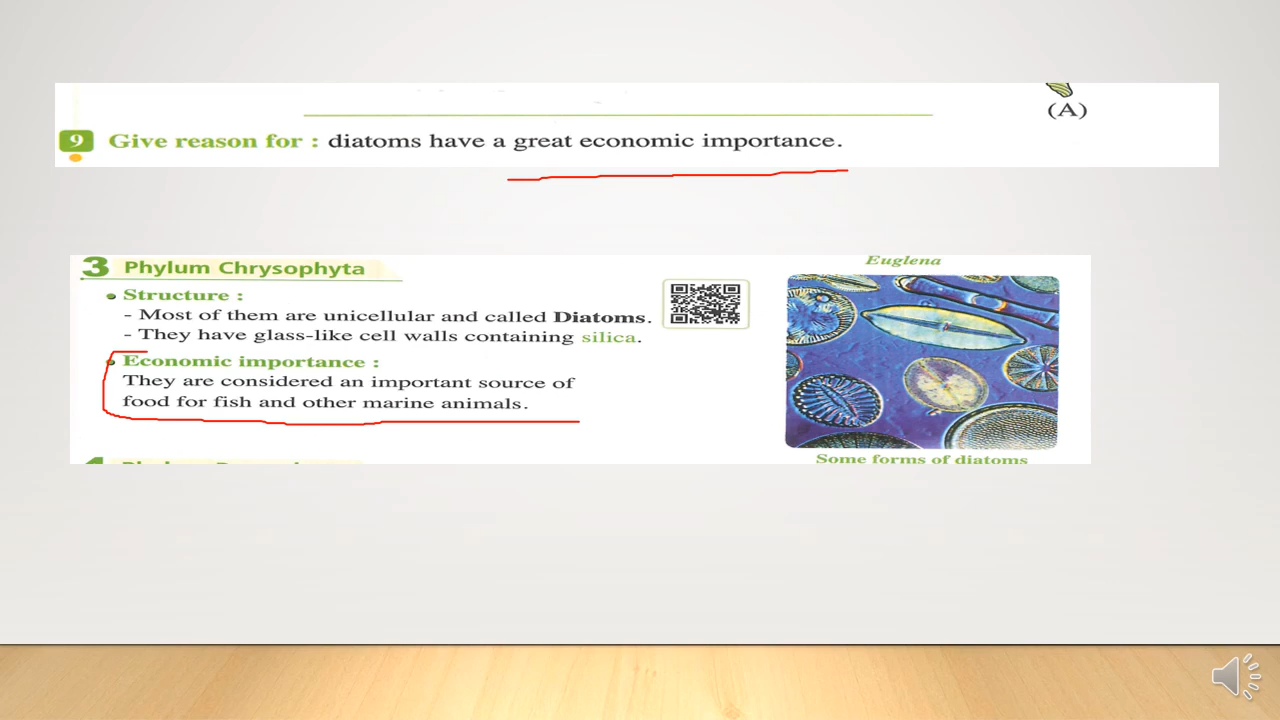 (A)
9 Give reason for : diatoms have a great economic importance.
3 Phylum Chrysophyta
Euglena
• Structure :
- Most of them are unicellular and called Diatoms.
- They have glass-like cell walls containing silica.
• Economic importance :
They are considered an important source of
food for fish and other marine animals.
Some forms of diatoms